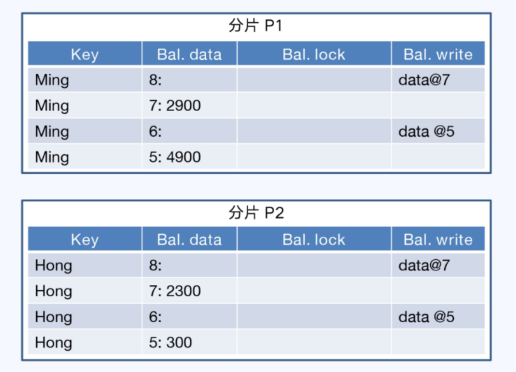 分片 P1
Key Bal. data Bal. lock Bal. write
Ming 8: data@7
Ming 7: 2900
Ming 6: data @5
Ming 5: 4900
分片 P2
Key Bal. data Bal. lock Bal. write
Hong 8: data@7
Hong 7: 2300
Hong 6: data @5
Hong 5: 300